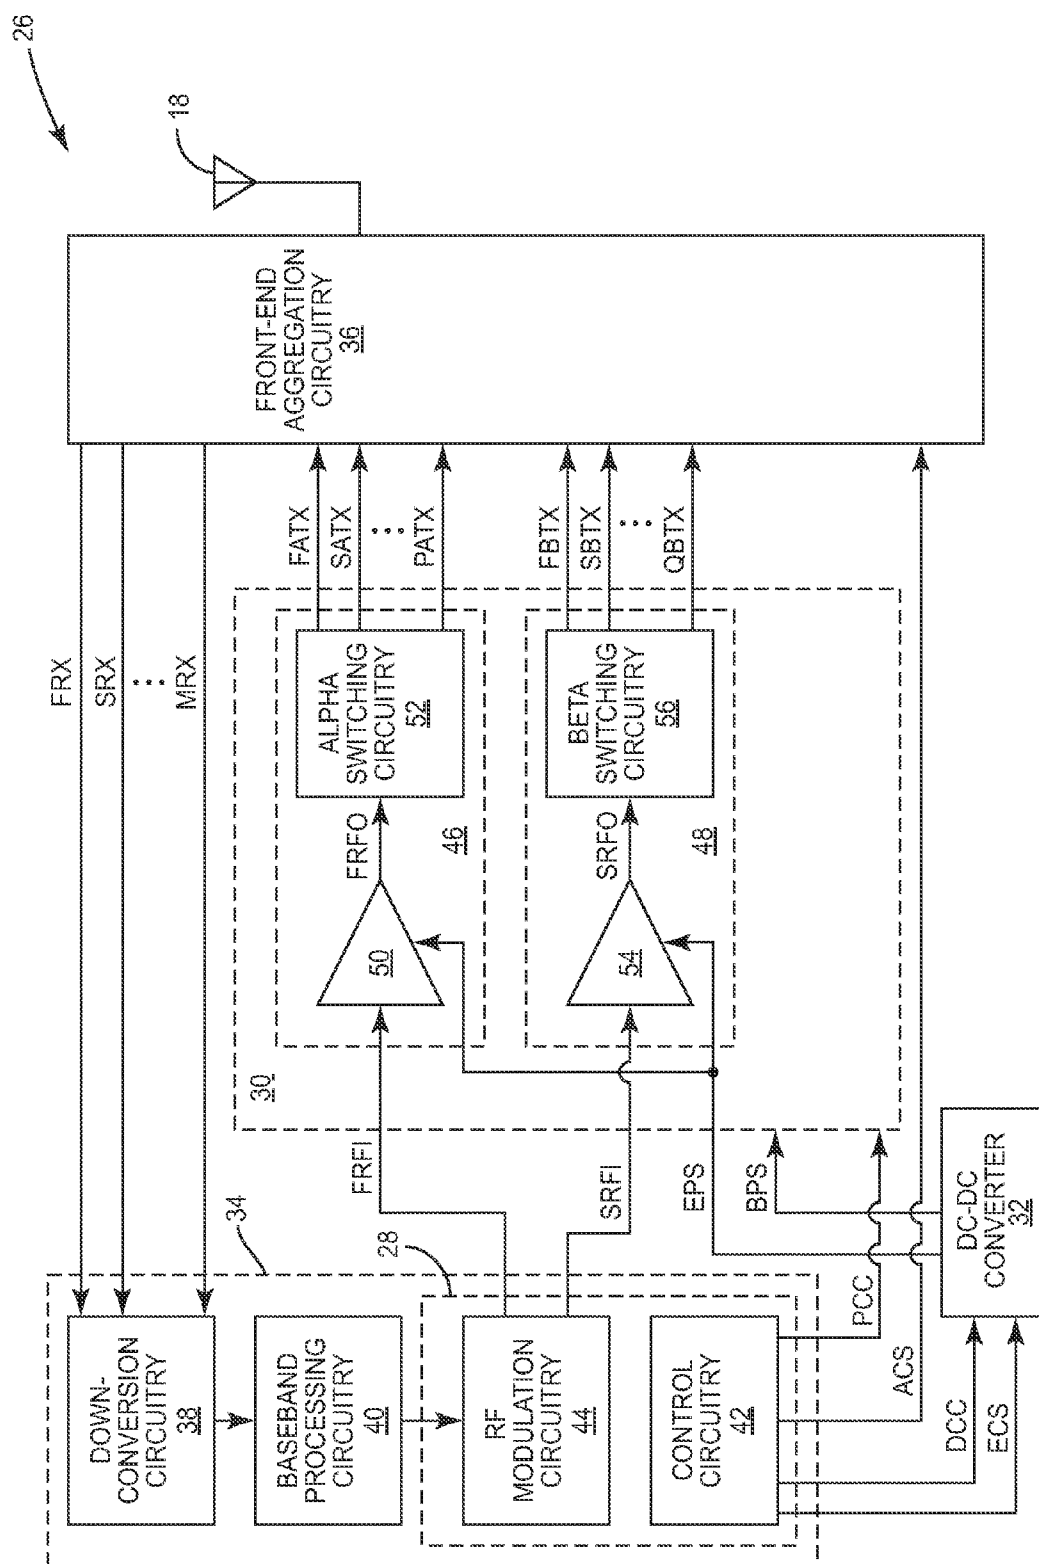 26
18
FRX
SRX
MRX
34
DOWN-
CONVERSION
CIRCUITRY
38
BASEBAND
PROCESSING
CIRCUITRY
40
28
RF
MODULATION
CIRCUITRY
44
CONTROL
CIRCUITRY
42
FRFI
SRFI
EPS
BPS
PCC
ACS
DCC
ECS
DC-DC
CONVERTER
32
30
50
FRFO
46
ALPHA
SWITCHING
CIRCUITRY
52
54
SRFO
48
BETA
SWITCHING
CIRCUITRY
56
FATX
SATX
PATX
FBTX
SBTX
QBTX
FRONT-END
AGGREGATION
CIRCUITRY
36